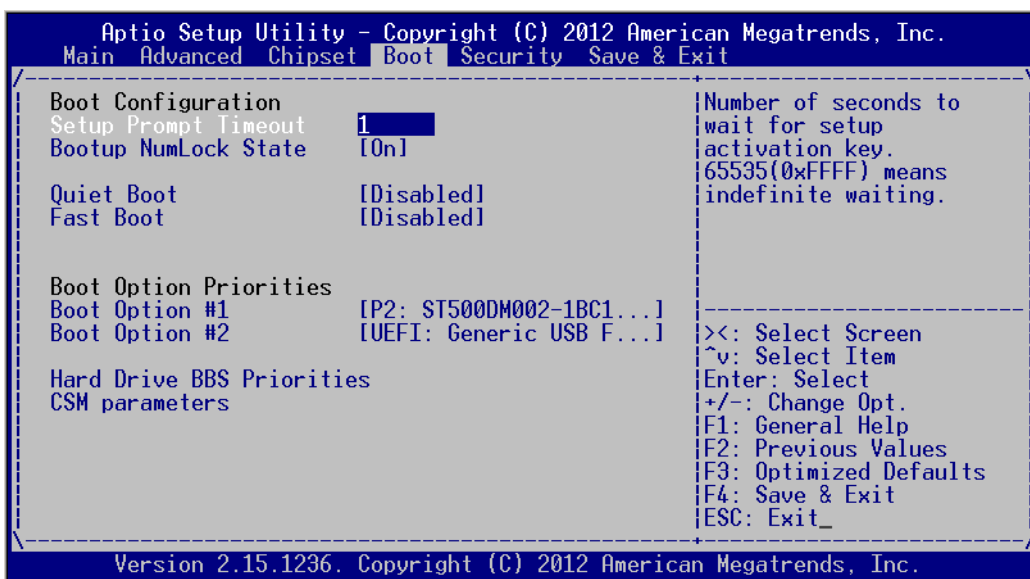 Aptio Setup Utility - Copyright (C) 2012 American Megatrends, Inc.
Main Advanced Chipset Boot Security Save & Exit
Boot Configuration
Setup Prompt Timeout 1
Bootup NumLock State [On]
Quiet Boot [Disabled]
Fast Boot [Disabled]
Boot Option Priorities
Boot Option #1 [P2: ST500DM002-1BC1...]
Boot Option #2 [UEFI: Generic USB F...]
Hard Drive BBS Priorities
CSM parameters
Number of seconds to
wait for setup
activation key.
65535(0xFFFF) means
indefinite waiting.
><: Select Screen
^v: Select Item
Enter: Select
+/-: Change Opt.
F1: General Help
F2: Previous Values
F3: Optimized Defaults
F4: Save & Exit
ESC: Exit_
Version 2.15.1236. Copyright (C) 2012 American Megatrends, Inc.